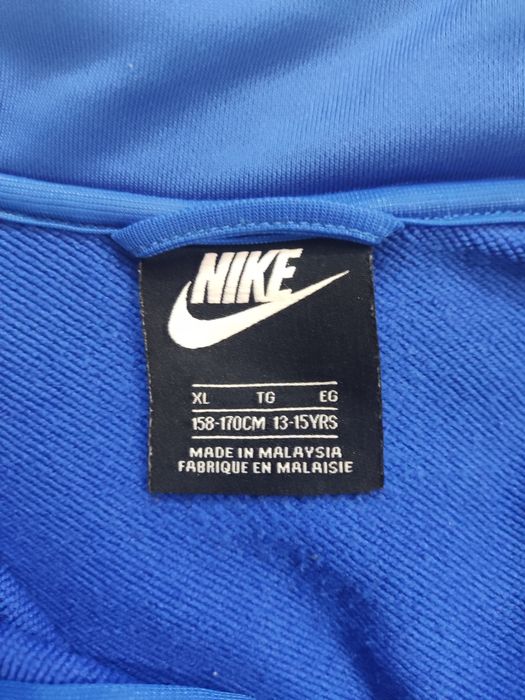 NIKE
XL TG EG
158-170CM 13-15YRS
MADE IN MALAYSIA
FABRIQUE EN MALAISIE